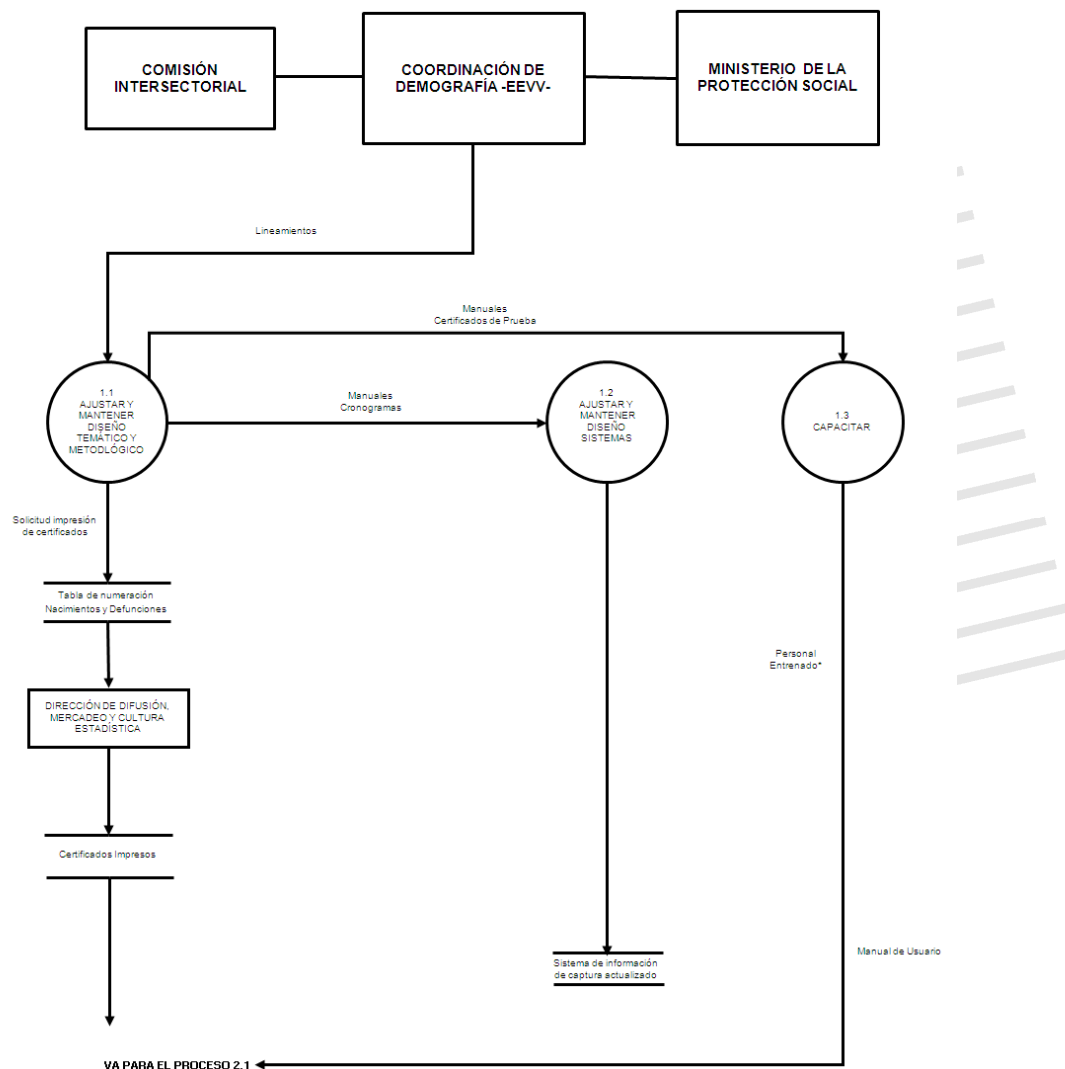 COMISIÓN
INTERSECTORIAL
COORDINACIÓN DE
DEMOGRAFÍA -EEVV-
MINISTERIO DE LA
PROTECCIÓN SOCIAL
Lineamientos
Manuales
Certificados de Prueba
1.1
AJUSTAR Y
MANTENER
DISEÑO
TEMÁTICO Y
METODLÓGICO
Manuales
Cronogramas
1.2
AJUSTAR Y
MANTENER
DISEÑO
SISTEMAS
1.3
CAPACITAR
Solicitud impresión
de certificados
Tabla de numeración
Nacimientos y Defunciones
Personal
Entrenado*
DIRECCIÓN DE DIFUSIÓN,
MERCADEO Y CULTURA
ESTADÍSTICA
Certificados Impresos
Manual de Usuario
Sistema de información
de captura actualizado
VA PARA EL PROCESO 2.1